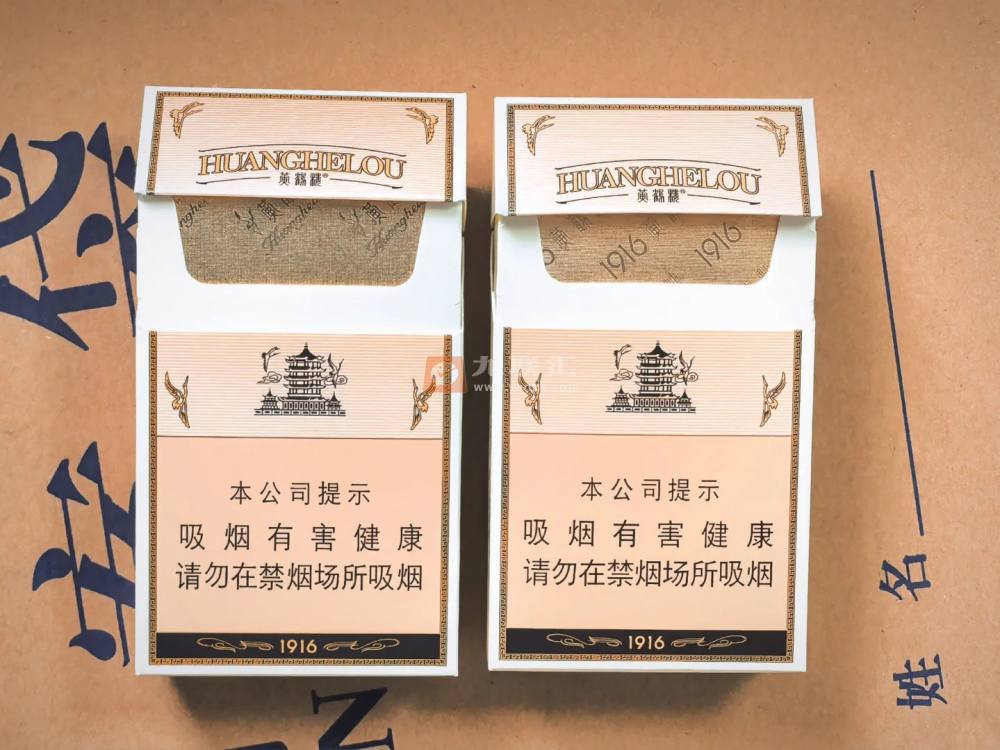 HUANGHELOU
黄鹤楼®
1916
本公司提示
吸烟有害健康
请勿在禁烟场所吸烟
1916
HUANGHELOU
黄鹤楼®
1916 1916
本公司提示
吸烟有害健康
请勿在禁烟场所吸烟
姓名